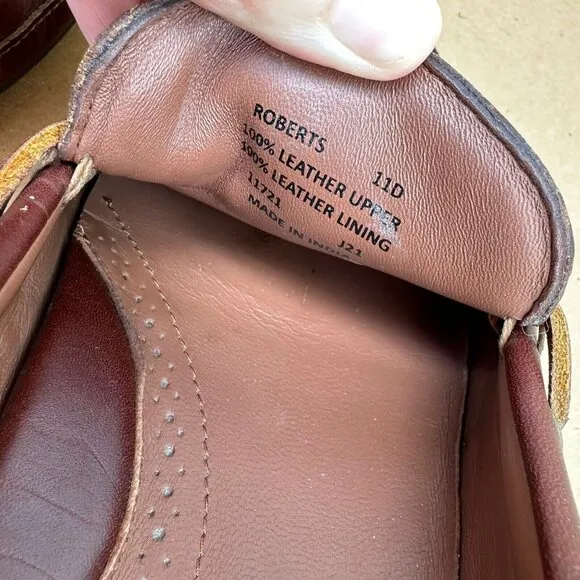 ROBERTS 11D
100% LEATHER UPPER
100% LEATHER LINING
11721 J21
MADE IN INDIA